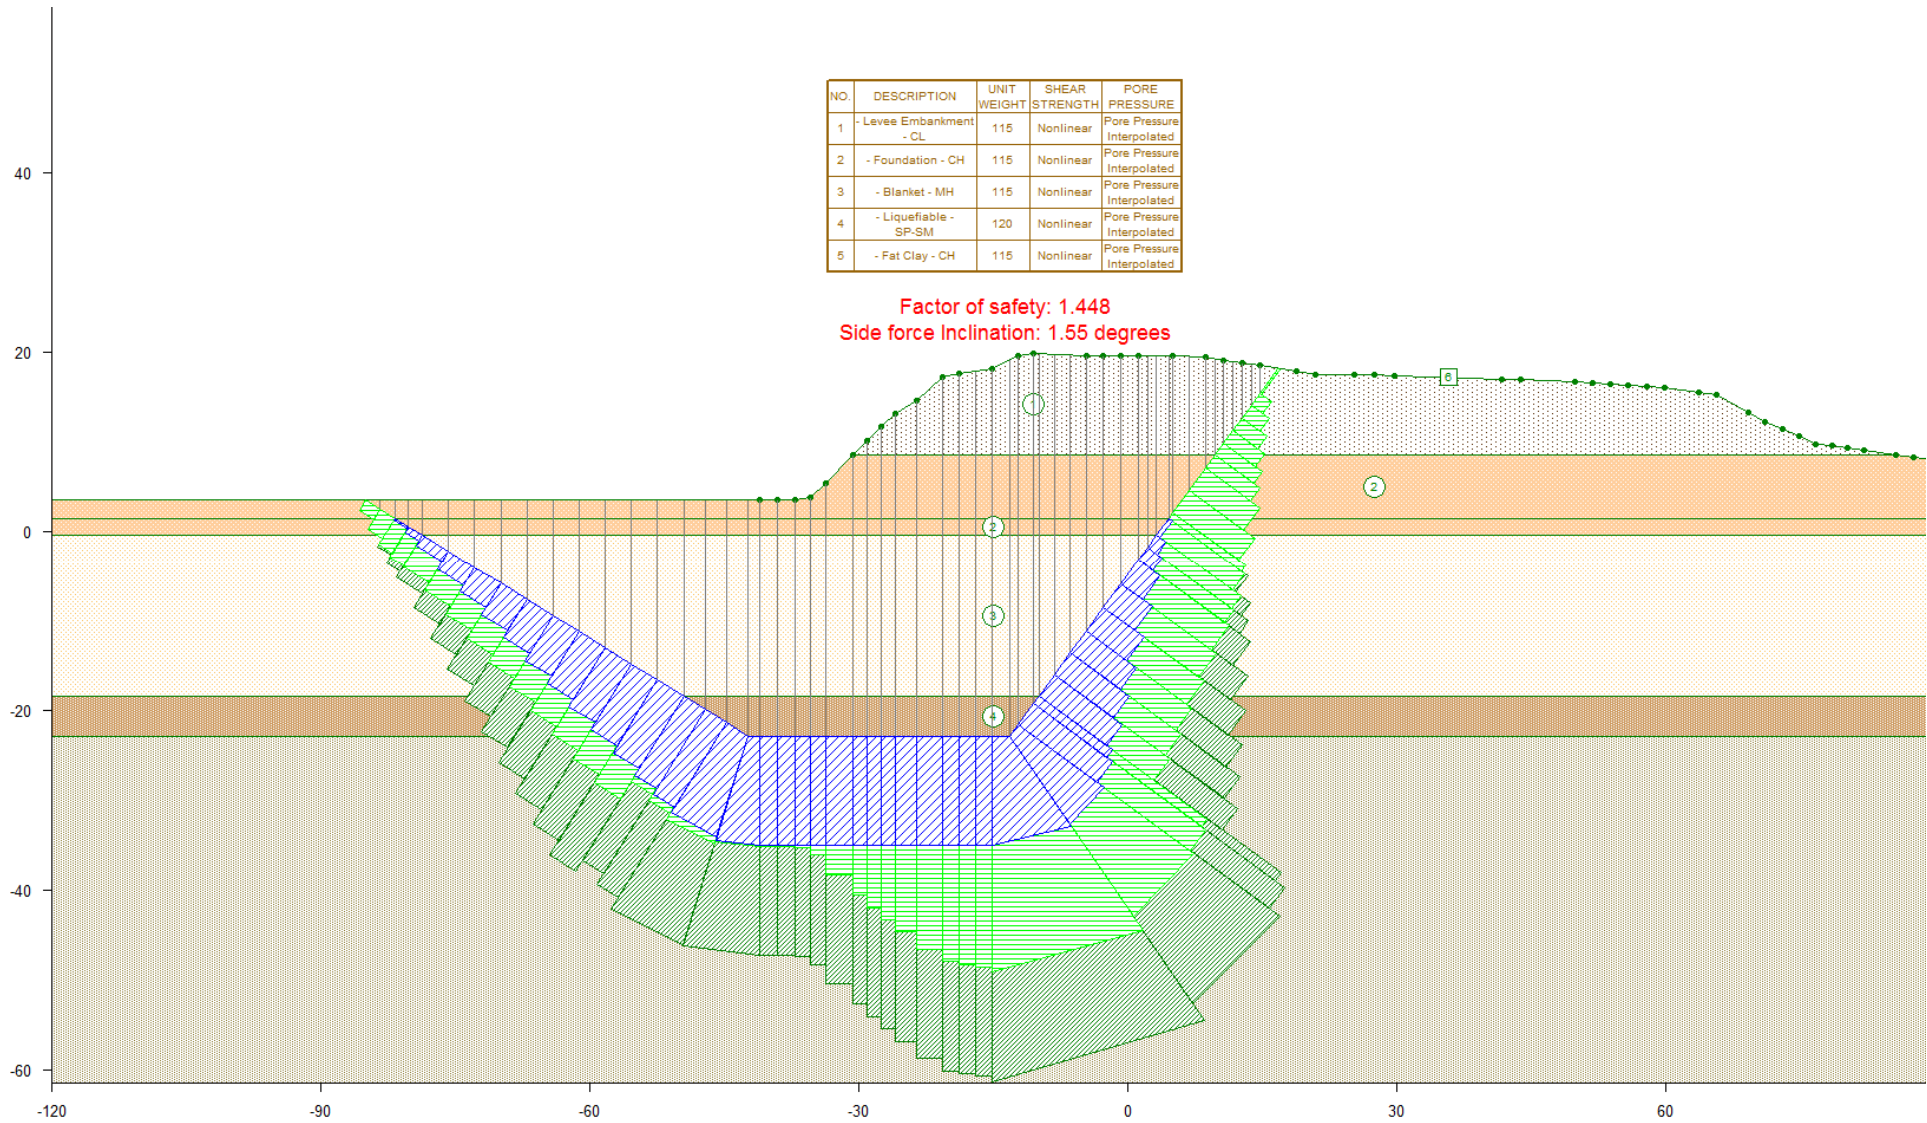 NO. DESCRIPTION UNIT WEIGHT SHEAR STRENGTH PORE PRESSURE
1 - Levee Embankment - CL 115 Nonlinear Pore Pressure Interpolated
2 - Foundation - CH 115 Nonlinear Pore Pressure Interpolated
3 - Blanket - MH 115 Nonlinear Pore Pressure Interpolated
4 - Liquefiable - SP-SM 120 Nonlinear Pore Pressure Interpolated
5 - Fat Clay - CH 115 Nonlinear Pore Pressure Interpolated
Factor of safety: 1.448
Side force Inclination: 1.55 degrees
40
20
0
-20
-40
-60
6
1
2
2
3
4
-120 -90 -60 -30 0 30 60